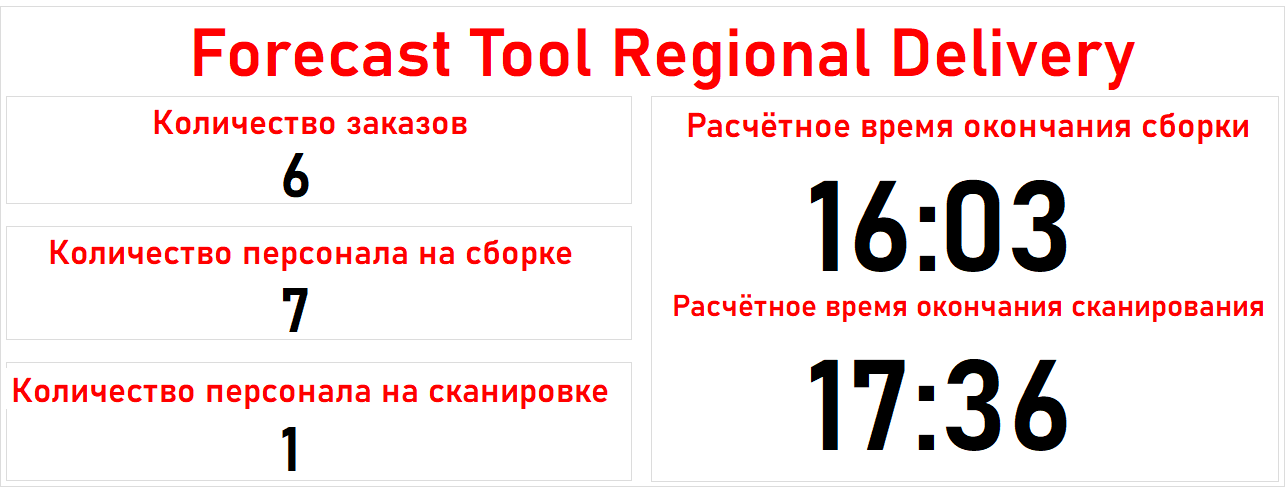 Forecast Tool Regional Delivery
Количество заказов
6
Количество персонала на сборке
7
Количество персонала на сканировке
1
Расчётное время окончания сборки
16:03
Расчётное время окончания сканирования
17:36